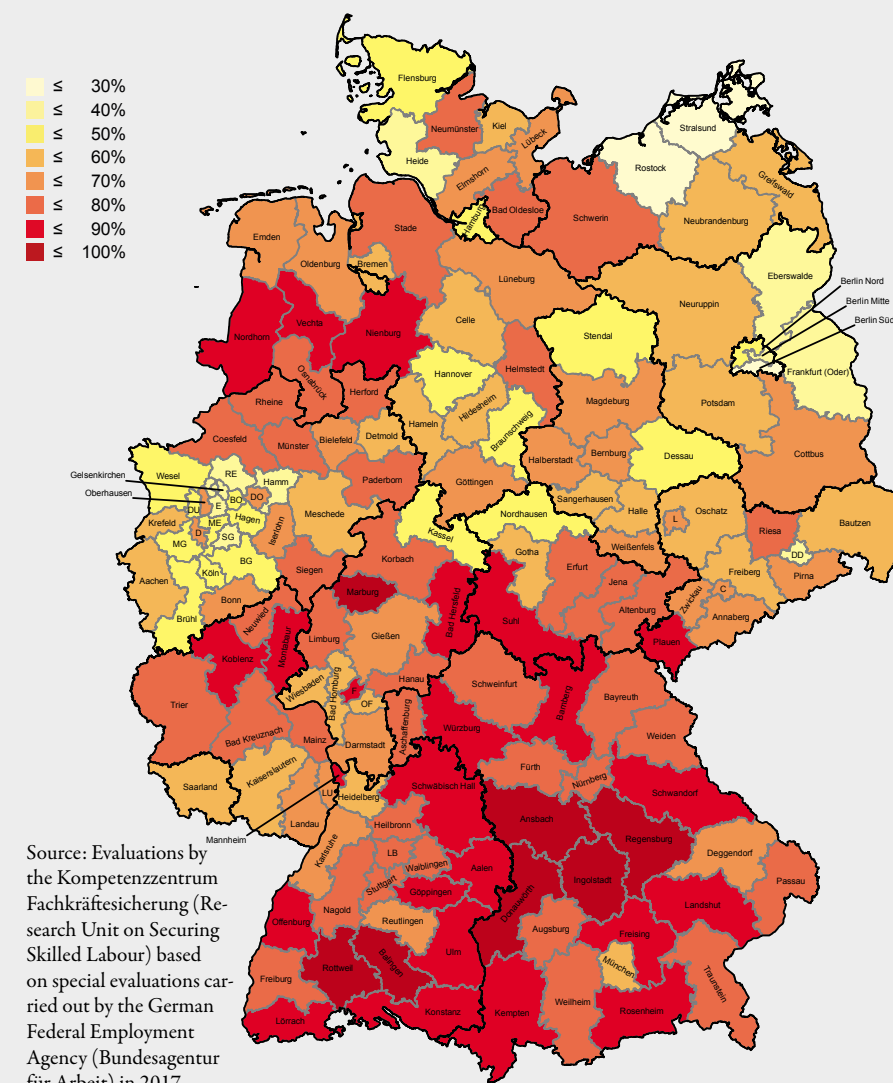 Flensburg
≤ 30%
≤ 40%
≤ 50%
≤ 60%
≤ 70%
≤ 80%
≤ 90%
≤ 100%
Neumünster
Kiel
Lübeck
Stralsund
Heide
Rostock
Elmshorn
Greifswald
Hamburg
Bad Oldesloe
Schwerin
Neubrandenburg
Stade
Emden
Oldenburg
Bremen
Lüneburg
Eberswalde
Berlin Nord
Berlin Mitte
Berlin Süd
Neuruppin
Celle
Nordhorn
Vechta
Nienburg
Stendal
Hannover
Helmstedt
Frankfurt (Oder)
Osnabrück
Rheine
Herford
Magdeburg
Potsdam
Hameln
Hildesheim
Braunschweig
Coesfeld
Münster
Bielefeld
Detmold
Halberstadt
Bernburg
Dessau
Cottbus
Gelsenkirchen
Oberhausen
Wesel
RE
Hamm
Paderborn
Göttingen
DU
E
BO
DO
Sangerhausen
Halle
Oschatz
Krefeld
ME
Hagen
Iserlohn
Meschede
Kassel
Nordhausen
L
Riesa
Bautzen
D
SG
MG
Weißenfels
DD
Gotha
Aachen
Köln
BG
Siegen
Korbach
Erfurt
Jena
Freiberg
Pirna
Bonn
Marburg
Altenburg
Zwickau
C
Annaberg
Brühl
Neuwied
Bad Hersfeld
Suhl
Koblenz
Montabaur
Limburg
Gießen
Plauen
Wiesbaden
Bad Homburg
F
OF
Hanau
Schweinfurt
Bamberg
Bayreuth
Trier
Bad Kreuznach
Mainz
Darmstadt
Aschaffenburg
Würzburg
Weiden
Saarland
Kaiserslautern
LU
Heidelberg
Schwäbisch Hall
Fürth
Nürnberg
Schwandorf
Landau
Mannheim
Karlsruhe
Heilbronn
Ansbach
Regensburg
Deggendorf
Passau
LB
Waiblingen
Stuttgart
Göppingen
Aalen
Donauwörth
Ingolstadt
Landshut
Offenburg
Nagold
Reutlingen
Ulm
Augsburg
Freising
München
Freiburg
Rottweil
Balingen
Traunstein
Lörrach
Konstanz
Kempten
Weilheim
Rosenheim
Source: Evaluations by
the Kompetenzzentrum
Fachkräftesicherung (Re-
search Unit on Securing
Skilled Labour) based
on special evaluations car-
ried out by the German
Federal Employment
Agency (Bundesagentur
für Arbeit) in 2017